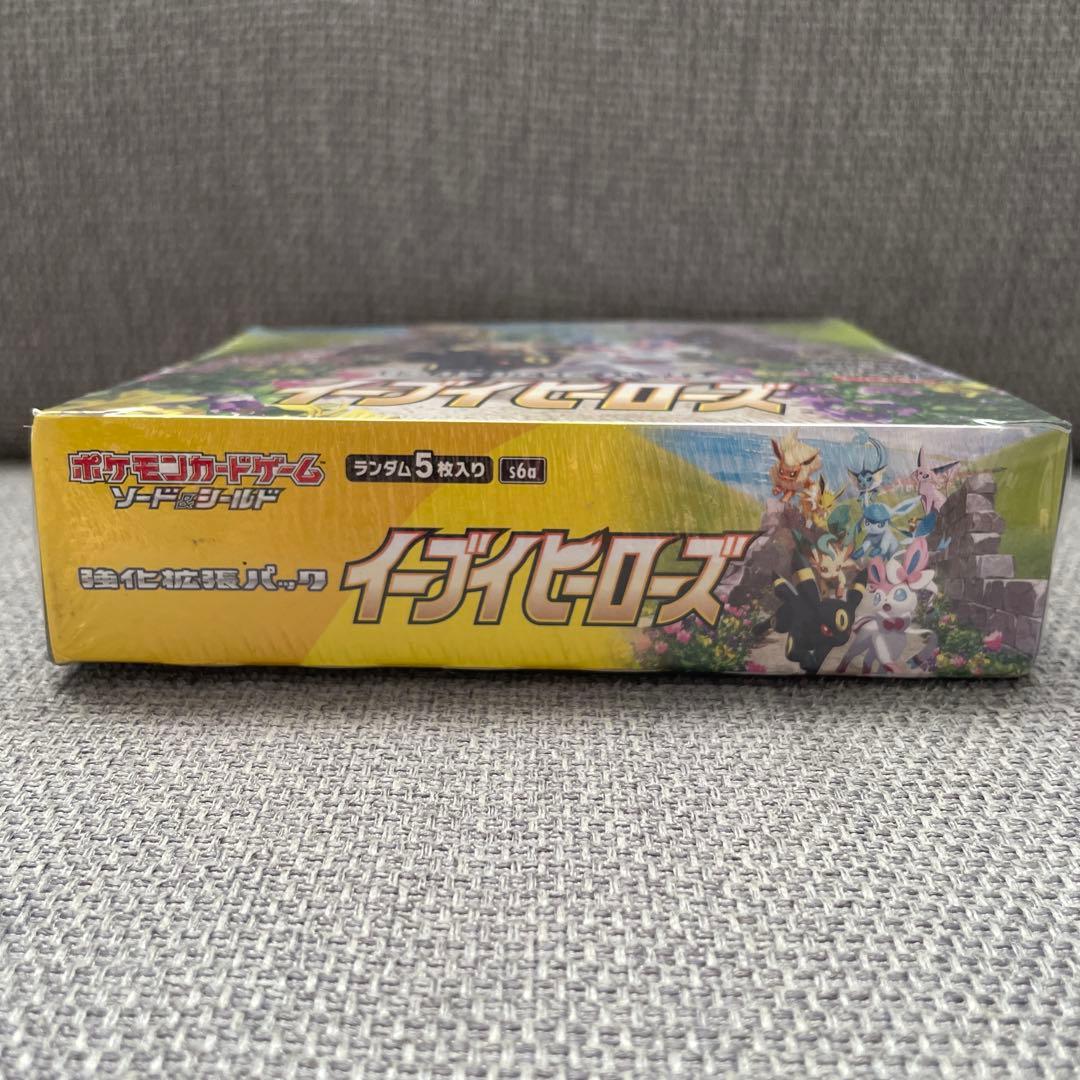 イーブイヒーローズ
ポケモンカードゲーム
ソード&シールド
ランダム5枚入り s6a
強化拡張パック イーブイヒーローズ